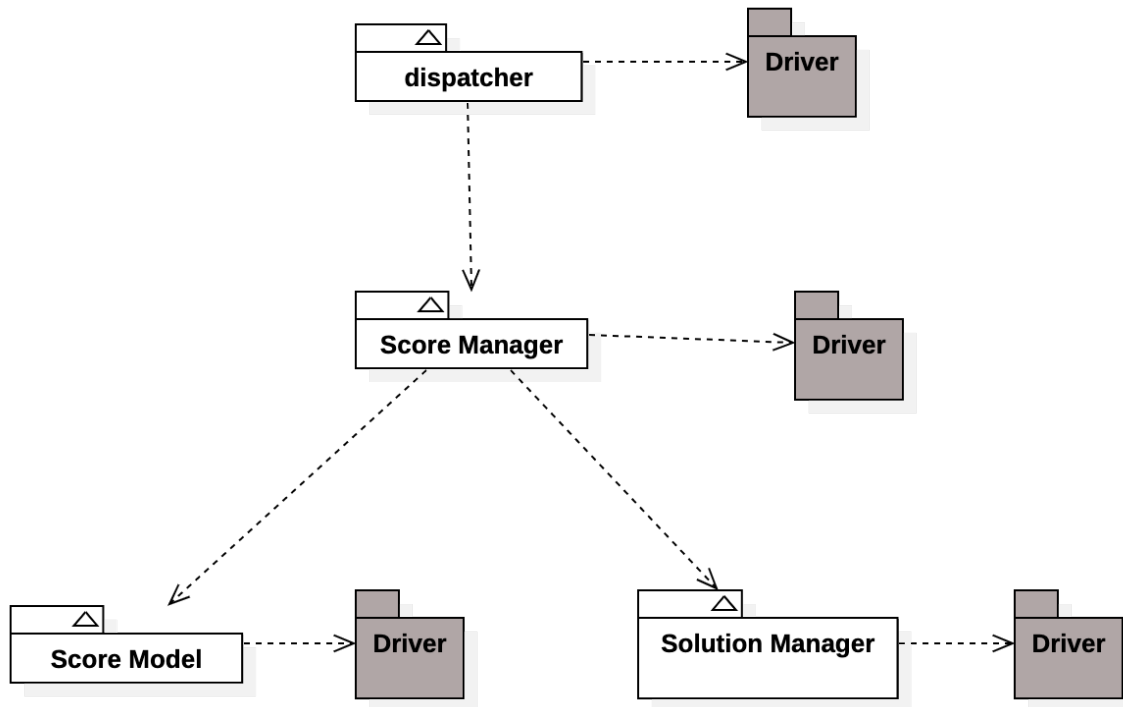 dispatcher
Driver
Score Manager
Driver
Score Model
Driver
Solution Manager
Driver